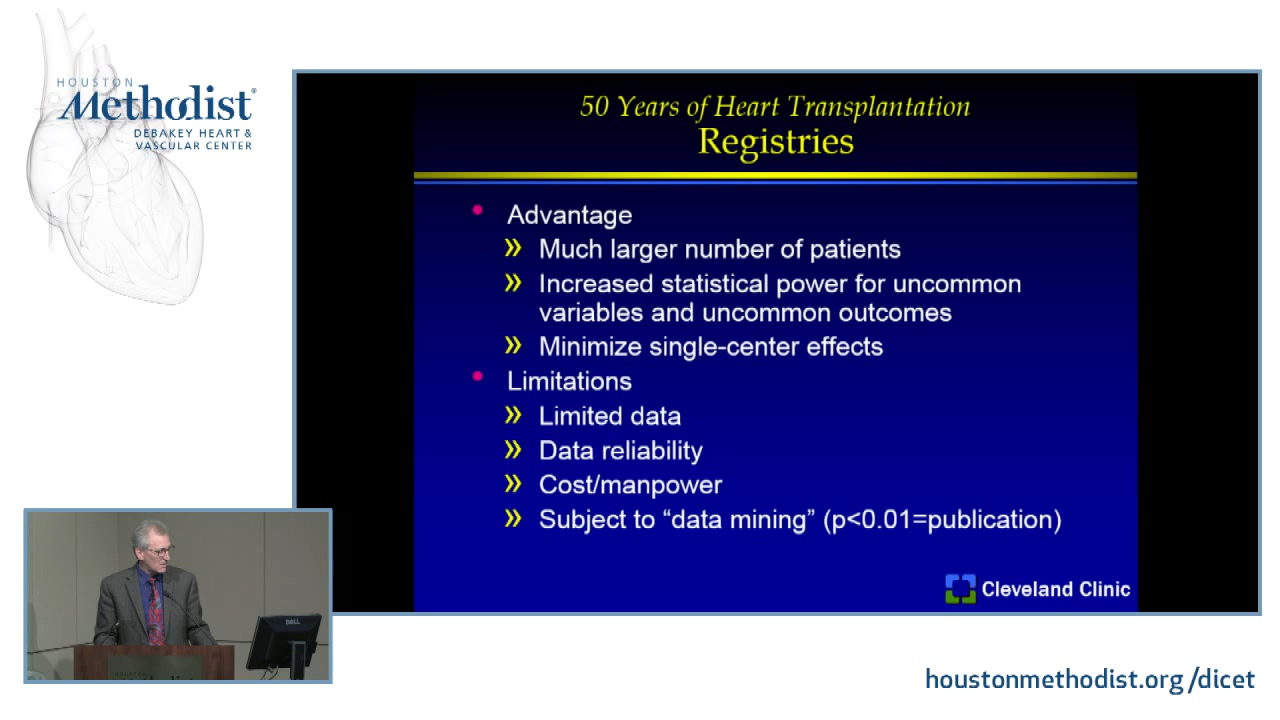 HOUSTON
Methodist®
DEBAKEY HEART &
VASCULAR CENTER
50 Years of Heart Transplantation
Registries
• Advantage
» Much larger number of patients
» Increased statistical power for uncommon
variables and uncommon outcomes
» Minimize single-center effects
• Limitations
» Limited data
» Data reliability
» Cost/manpower
» Subject to “data mining” (p<0.01=publication)
Cleveland Clinic
DELL
houstonmethodist.org/dicet